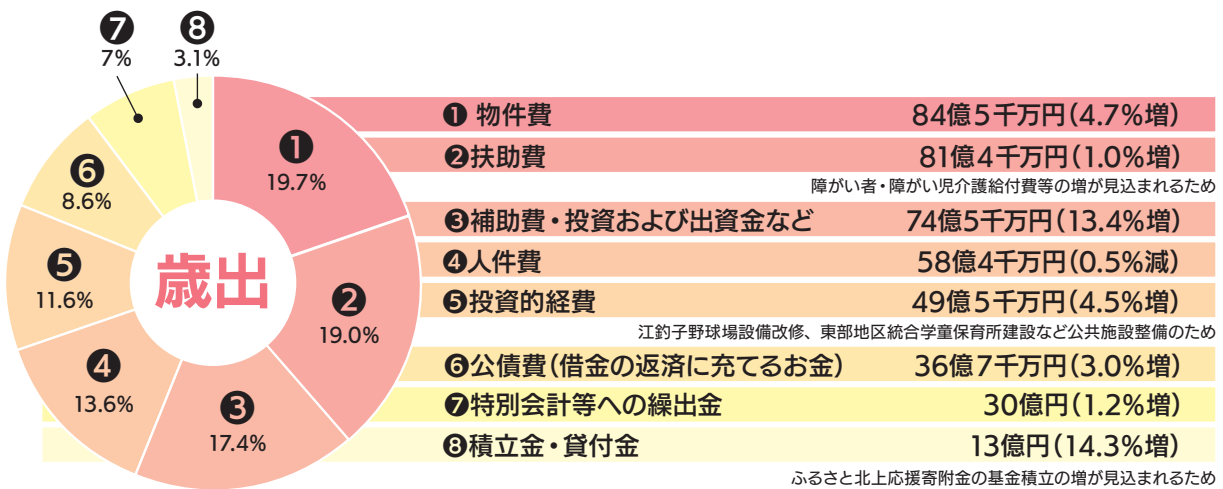 ❼
7%
❽
3.1%
❶
19.7%
❷
19.0%
❸
17.4%
❹
13.6%
❺
11.6%
❻
8.6%
歳出
❶ 物件費 84億5千万円(4.7%増)
❷扶助費 81億4千万円(1.0%増)
障がい者・障がい児介護給付費等の増が見込まれるため
❸補助費・投資および出資金など 74億5千万円(13.4%増)
❹人件費 58億4千万円(0.5%減)
❺投資的経費 49億5千万円(4.5%増)
江釣子野球場設備改修、東部地区統合学童保育所建設など公共施設整備のため
❻公債費(借金の返済に充てるお金) 36億7千万円(3.0%増)
❼特別会計等への繰出金 30億円(1.2%増)
❽積立金・貸付金 13億円(14.3%増)
ふるさと北上応援寄附金の基金積立の増が見込まれるため